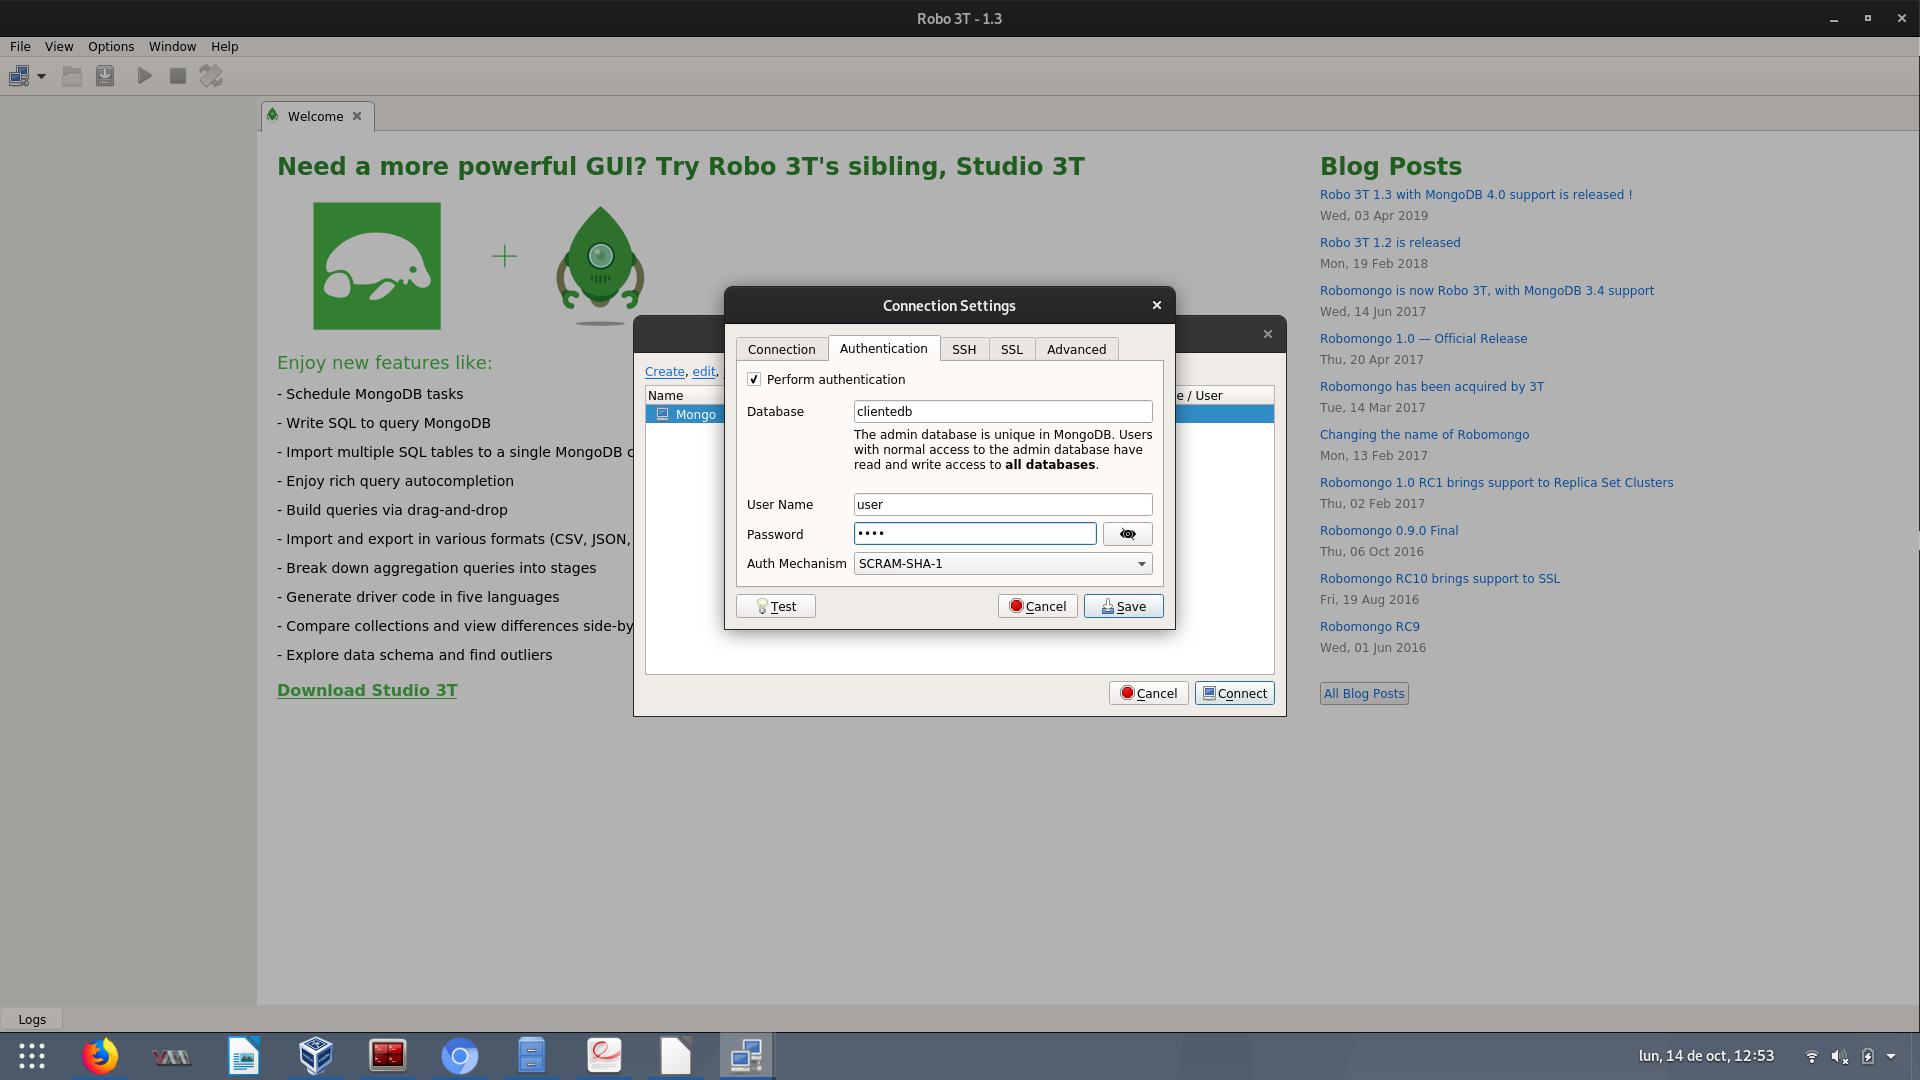 Robo 3T - 1.3
File View Options Window Help
Welcome
Need a more powerful GUI? Try Robo 3T's sibling, Studio 3T
Enjoy new features like:
- Schedule MongoDB tasks
- Write SQL to query MongoDB
- Import multiple SQL tables to a single MongoDB c
- Enjoy rich query autocompletion
- Build queries via drag-and-drop
- Import and export in various formats (CSV, JSON,
- Break down aggregation queries into stages
- Generate driver code in five languages
- Compare collections and view differences side-by
- Explore data schema and find outliers
Download Studio 3T
Create, edit,
Name
e / User
Mongo
Cancel
Connect
Connection Settings
Connection Authentication SSH SSL Advanced
Perform authentication
Database clientedb
The admin database is unique in MongoDB. Users
with normal access to the admin database have
read and write access to all databases.
User Name user
Password ••••
Auth Mechanism SCRAM-SHA-1
Test Cancel Save
Blog Posts
Robo 3T 1.3 with MongoDB 4.0 support is released !
Wed, 03 Apr 2019
Robo 3T 1.2 is released
Mon, 19 Feb 2018
Robomongo is now Robo 3T, with MongoDB 3.4 support
Wed, 14 Jun 2017
Robomongo 1.0 — Official Release
Thu, 20 Apr 2017
Robomongo has been acquired by 3T
Tue, 14 Mar 2017
Changing the name of Robomongo
Mon, 13 Feb 2017
Robomongo 1.0 RC1 brings support to Replica Set Clusters
Thu, 02 Feb 2017
Robomongo 0.9.0 Final
Thu, 06 Oct 2016
Robomongo RC10 brings support to SSL
Fri, 19 Aug 2016
Robomongo RC9
Wed, 01 Jun 2016
All Blog Posts
Logs
lun, 14 de oct, 12:53